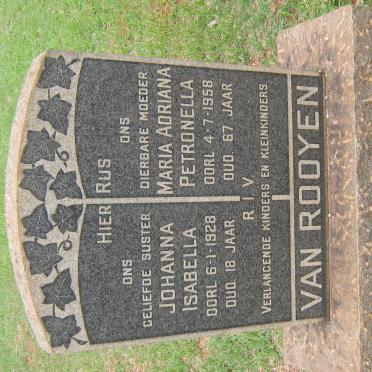 HIER RUS
ONS
GELIEFDE SUSTER
JOHANNA
ISABELLA
OORL 6-1-1928
OUD 18 JAAR
ONS
DIERBARE MOEDER
MARIA ADRIANA
PETRONELLA
OORL 4-7-1958
OUD 67 JAAR
R I V
VERLANGENDE KINDERS EN KLEINKINDERS
VAN ROOYEN